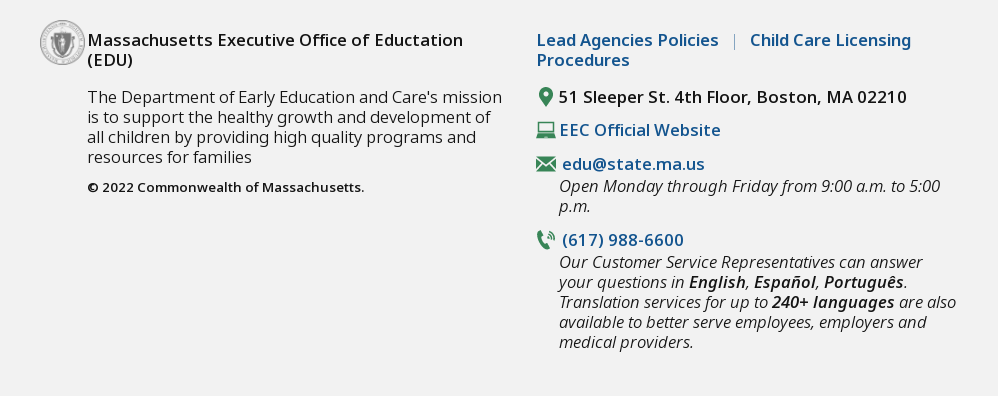 Massachusetts Executive Office of Eductation
(EDU)
The Department of Early Education and Care's mission
is to support the healthy growth and development of
all children by providing high quality programs and
resources for families
© 2022 Commonwealth of Massachusetts.
Lead Agencies Policies | Child Care Licensing
Procedures
51 Sleeper St. 4th Floor, Boston, MA 02210
EEC Official Website
edu@state.ma.us
Open Monday through Friday from 9:00 a.m. to 5:00
p.m.
(617) 988-6600
Our Customer Service Representatives can answer
your questions in English, Español, Português.
Translation services for up to 240+ languages are also
available to better serve employees, employers and
medical providers.